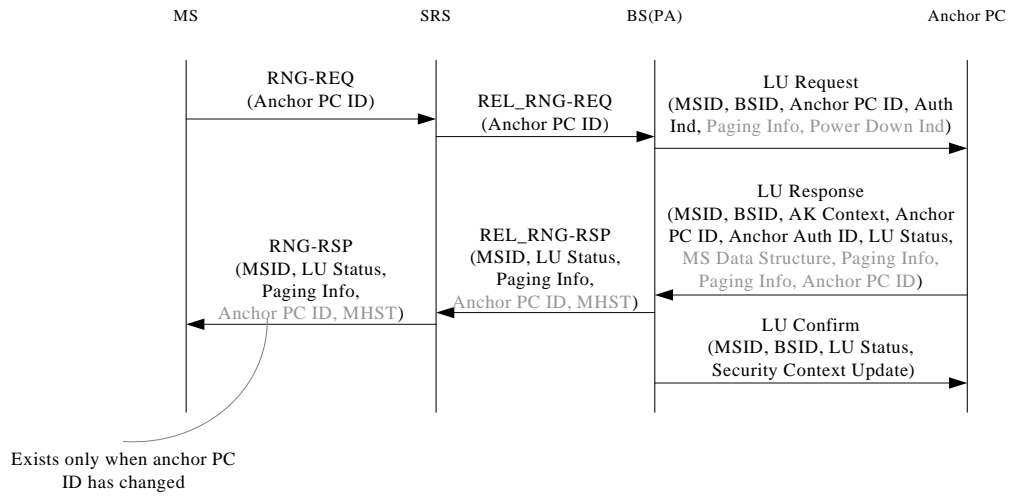 MS
SRS
BS(PA)
Anchor PC
RNG-REQ
(Anchor PC ID)
REL_RNG-REQ
(Anchor PC ID)
LU Request
(MSID, BSID, Anchor PC ID, Auth
Ind, Paging Info, Power Down Ind)
LU Response
(MSID, BSID, AK Context, Anchor
PC ID, Anchor Auth ID, LU Status,
MS Data Structure, Paging Info,
Paging Info, Anchor PC ID)
REL_RNG-RSP
(MSID, LU Status,
Paging Info,
Anchor PC ID, MHST)
RNG-RSP
(MSID, LU Status,
Paging Info,
Anchor PC ID, MHST)
LU Confirm
(MSID, BSID, LU Status,
Security Context Update)
Exists only when anchor PC
ID has changed